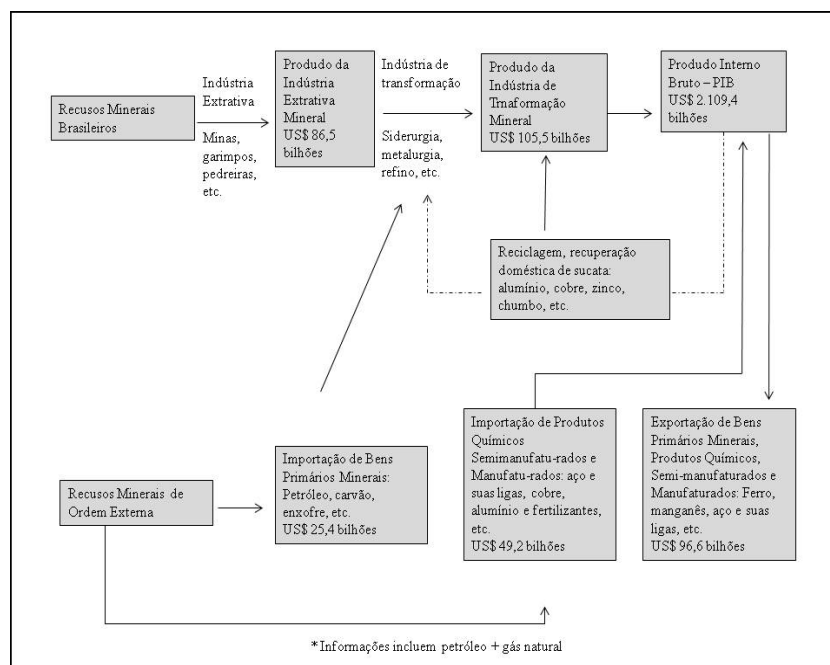 Recusos Minerais
Brasileiros
Indústria
Extrativa
Minas,
garimpos,
pedreiras,
etc.
Produdo da
Indústria
Extrativa
Mineral
US$ 86,5
bilhões
Indústria de
transformação
Siderurgia,
metalurgia,
refino, etc.
Produdo da
Indústria de
Trnaformação
Mineral
US$ 105,5 bilhões
Produdo Interno
Bruto – PIB
US$ 2.109,4
bilhões
Reciclagem, recuperação
doméstica de sucata:
alumínio, cobre, zinco,
chumbo, etc.
Recusos Minerais de
Ordem Externa
Importação de Bens
Primários Minerais:
Petróleo, carvão,
enxofre, etc.
US$ 25,4 bilhões
Importação de Produtos
Químicos
Semimanufatu-rados e
Manufatu-rados: aço e
suas ligas, cobre,
alumínio e fertilizantes,
etc.
US$ 49,2 bilhões
Exportação de Bens
Primários Minerais,
Produtos Químicos,
Semi-manufaturados e
Manufaturados: Ferro,
manganês, aço e suas
ligas, etc.
US$ 96,6 bilhões
*Informações incluem petróleo + gás natural